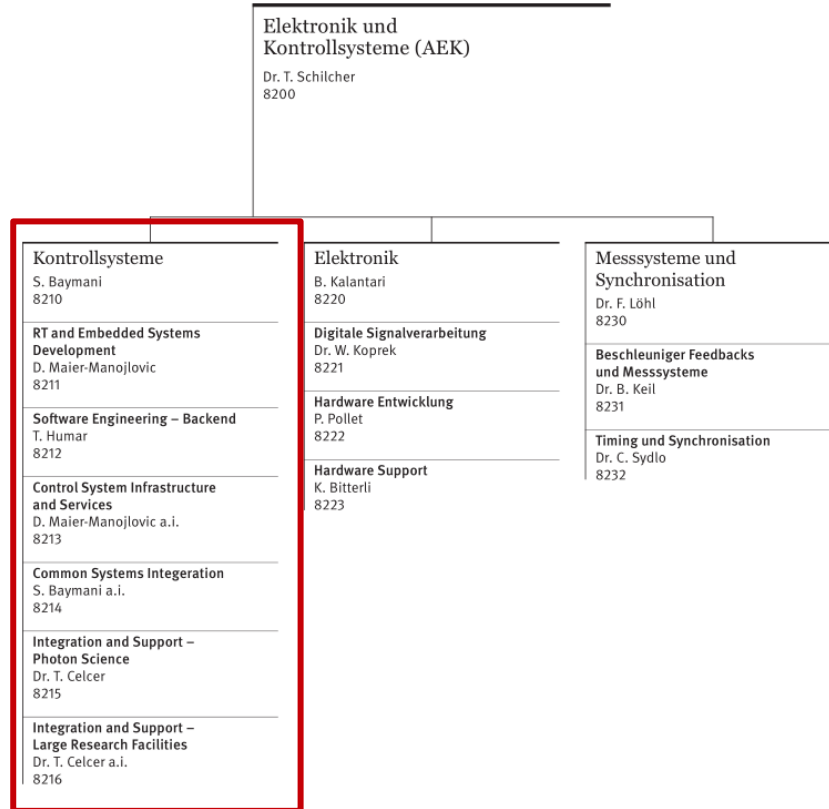 Elektronik und
Kontrollsysteme (AEK)
Dr. T. Schilcher
8200
Kontrollsysteme
S. Baymani
8210
RT and Embedded Systems
Development
D. Maier-Manojlovic
8211
Software Engineering – Backend
T. Humar
8212
Control System Infrastructure
and Services
D. Maier-Manojlovic a.i.
8213
Common Systems Integeration
S. Baymani a.i.
8214
Integration and Support –
Photon Science
Dr. T. Celcer
8215
Integration and Support –
Large Research Facilities
Dr. T. Celcer a.i.
8216
Elektronik
B. Kalantari
8220
Digitale Signalverarbeitung
Dr. W. Koprek
8221
Hardware Entwicklung
P. Pollet
8222
Hardware Support
K. Bitterli
8223
Messsysteme und
Synchronisation
Dr. F. Löhl
8230
Beschleuniger Feedbacks
und Messsysteme
Dr. B. Keil
8231
Timing und Synchronisation
Dr. C. Sydlo
8232